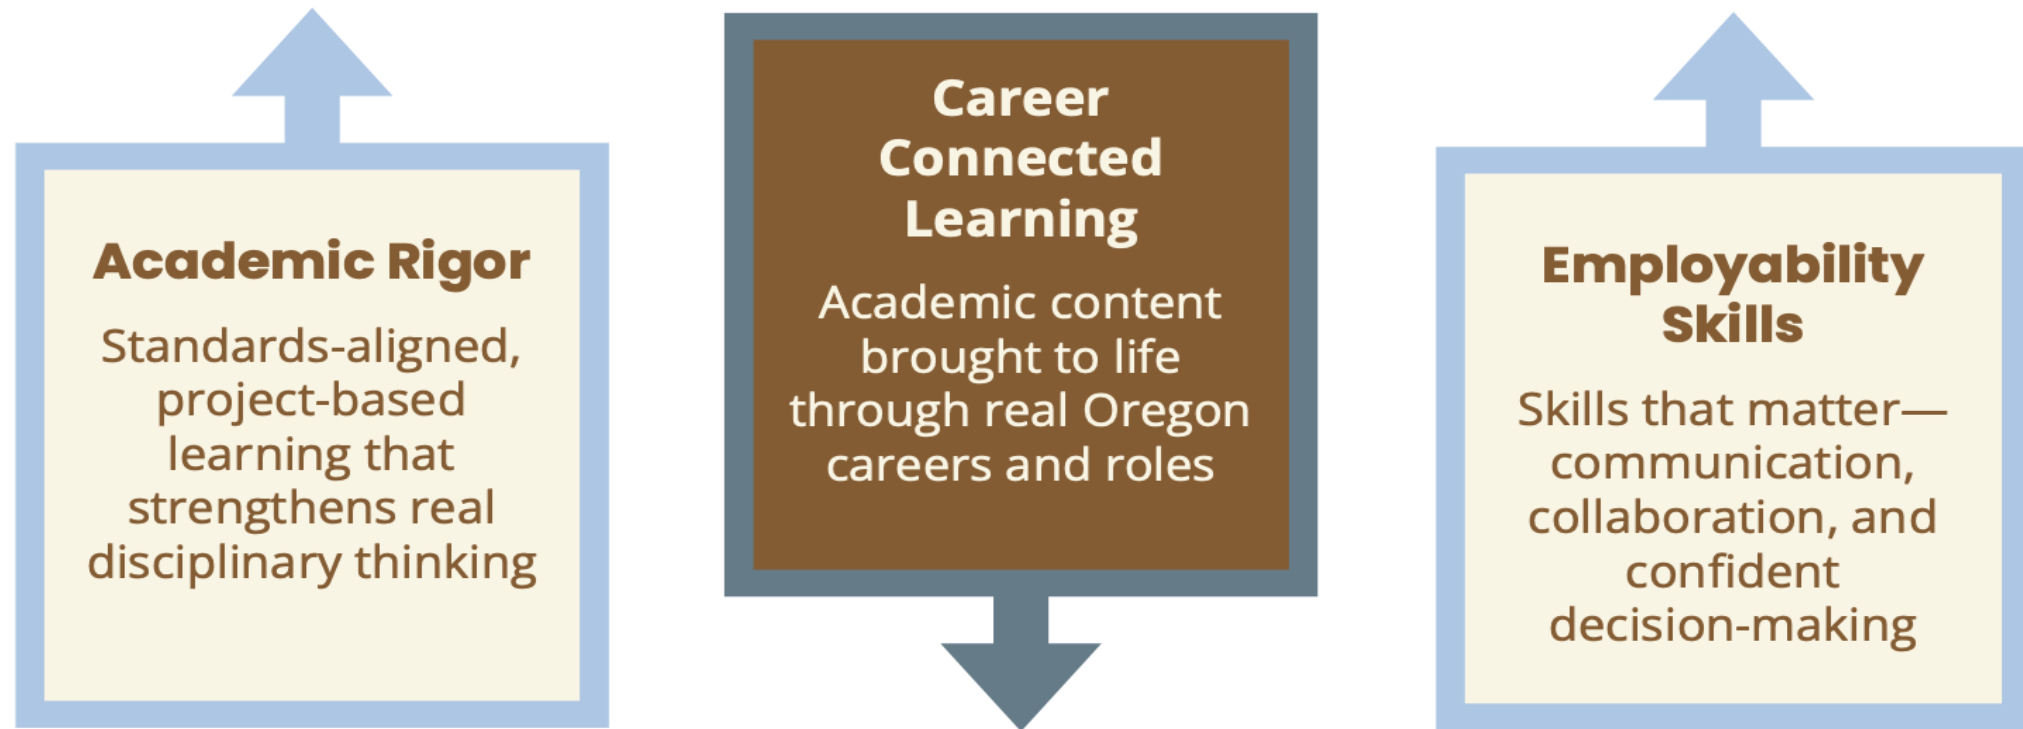 Academic Rigor
Standards-aligned,
project-based
learning that
strengthens real
disciplinary thinking
Career
Connected
Learning
Academic content
brought to life
through real Oregon
careers and roles
Employability
Skills
Skills that matter—
communication,
collaboration, and
confident
decision-making